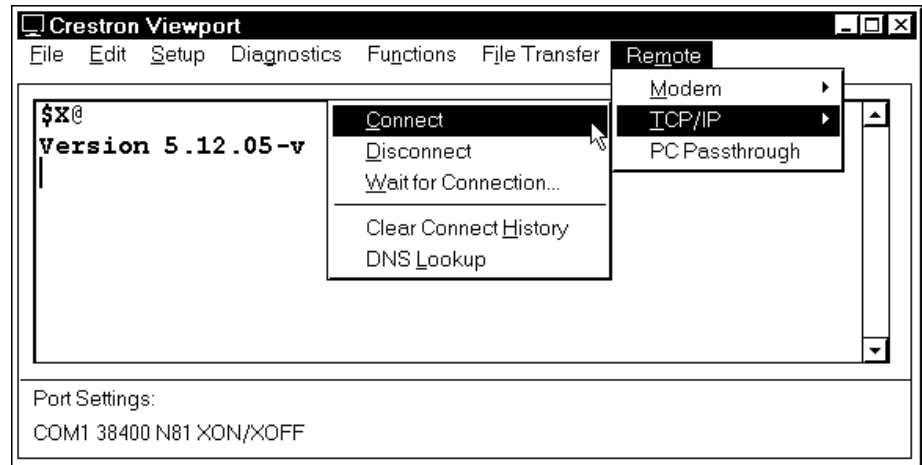 Crestron Viewport
File Edit Setup Diagnostics Functions File Transfer Remote
Modem
TCP/IP
PC Passthrough
Connect
Disconnect
Wait for Connection...
Clear Connect History
DNS Lookup
$X@
Version 5.12.05-v
Port Settings:
COM1 38400 N81 XON/XOFF